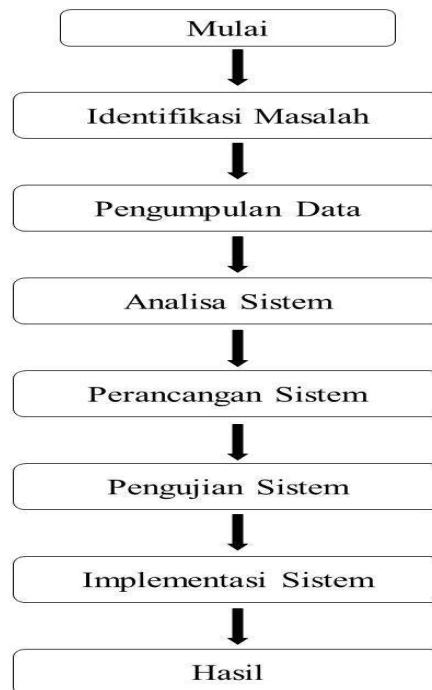 Mulai
Identifikasi Masalah
Pengumpulan Data
Analisa Sistem
Perancangan Sistem
Pengujian Sistem
Implementasi Sistem
Hasil